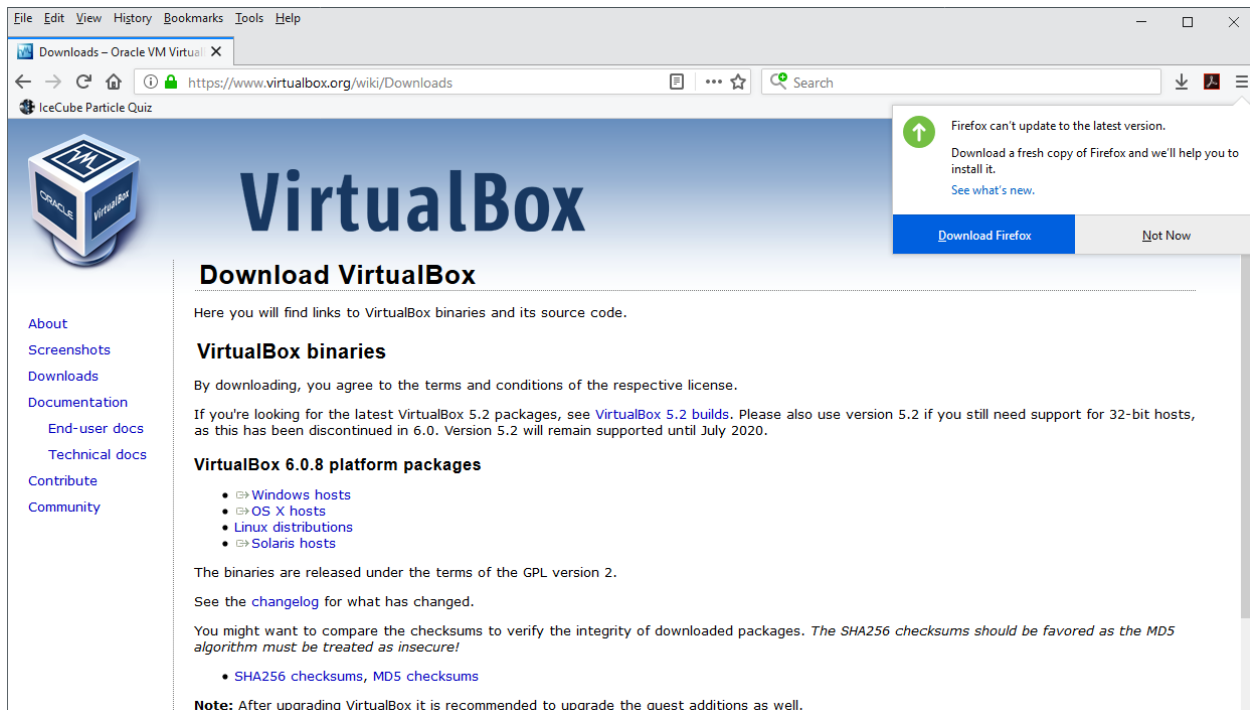 File Edit View History Bookmarks Tools Help
Downloads – Oracle VM Virtual
https://www.virtualbox.org/wiki/Downloads
Search
IceCube Particle Quiz
Firefox can't update to the latest version.
Download a fresh copy of Firefox and we'll help you to
install it.
See what's new.
Download Firefox Not Now
ORACLE
VirtualBox
VirtualBox
Download VirtualBox
Here you will find links to VirtualBox binaries and its source code.
About
Screenshots
Downloads
Documentation
End-user docs
Technical docs
Contribute
Community
VirtualBox binaries
By downloading, you agree to the terms and conditions of the respective license.
If you're looking for the latest VirtualBox 5.2 packages, see VirtualBox 5.2 builds. Please also use version 5.2 if you still need support for 32-bit hosts,
as this has been discontinued in 6.0. Version 5.2 will remain supported until July 2020.
VirtualBox 6.0.8 platform packages
• Windows hosts
• OS X hosts
• Linux distributions
• Solaris hosts
The binaries are released under the terms of the GPL version 2.
See the changelog for what has changed.
You might want to compare the checksums to verify the integrity of downloaded packages. The SHA256 checksums should be favored as the MD5
algorithm must be treated as insecure!
• SHA256 checksums, MD5 checksums
Note: After upgrading VirtualBox it is recommended to upgrade the guest additions as well.